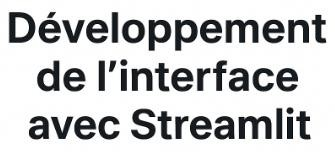 Développement
de l’interface
avec Streamlit